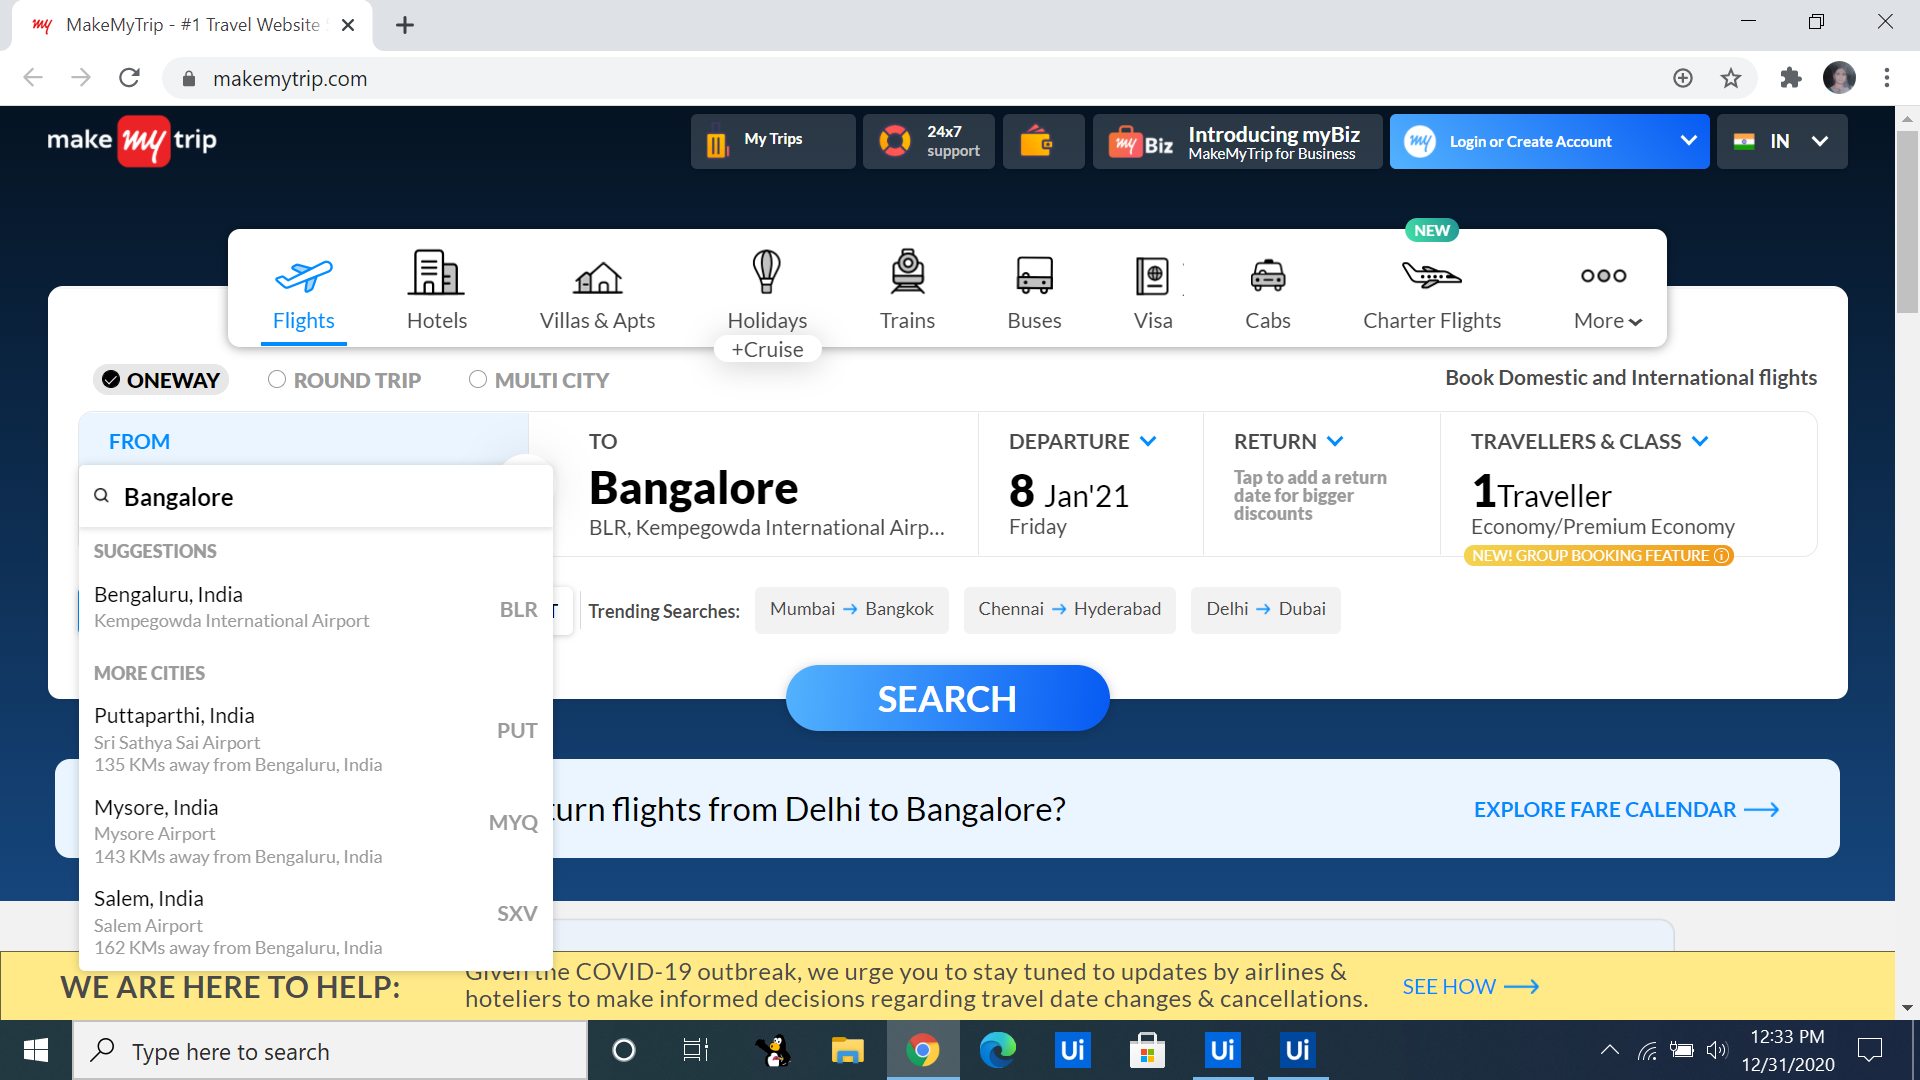 MakeMyTrip - #1 Travel Website
makemytrip.com
make my trip
My Trips
24x7
support
my Biz
Introducing myBiz
MakeMyTrip for Business
my
Login or Create Account
IN
NEW
Flights
Hotels
Villas & Apts
Holidays
Trains
Buses
Visa
Cabs
Charter Flights
More
+Cruise
ONEWAY
ROUND TRIP
MULTI CITY
Book Domestic and International flights
FROM
Bangalore
SUGGESTIONS
Bengaluru, India
Kempegowda International Airport
BLR
MORE CITIES
Puttaparthi, India
Sri Sathya Sai Airport
135 KMs away from Bengaluru, India
PUT
Mysore, India
Mysore Airport
143 KMs away from Bengaluru, India
MYQ
Salem, India
Salem Airport
162 KMs away from Bengaluru, India
SXV
TO
Bangalore
BLR, Kempegowda International Airp...
DEPARTURE
8 Jan'21
Friday
RETURN
Tap to add a return
date for bigger
discounts
TRAVELLERS & CLASS
1Traveller
Economy/Premium Economy
NEW! GROUP BOOKING FEATURE
T
Trending Searches:
Mumbai → Bangkok
Chennai → Hyderabad
Delhi → Dubai
SEARCH
urn flights from Delhi to Bangalore?
EXPLORE FARE CALENDAR
WE ARE HERE TO HELP:
Given the COVID-19 outbreak, we urge you to stay tuned to updates by airlines &
hoteliers to make informed decisions regarding travel date changes & cancellations.
SEE HOW
Type here to search
Ui
Ui
Ui
12:33 PM
12/31/2020